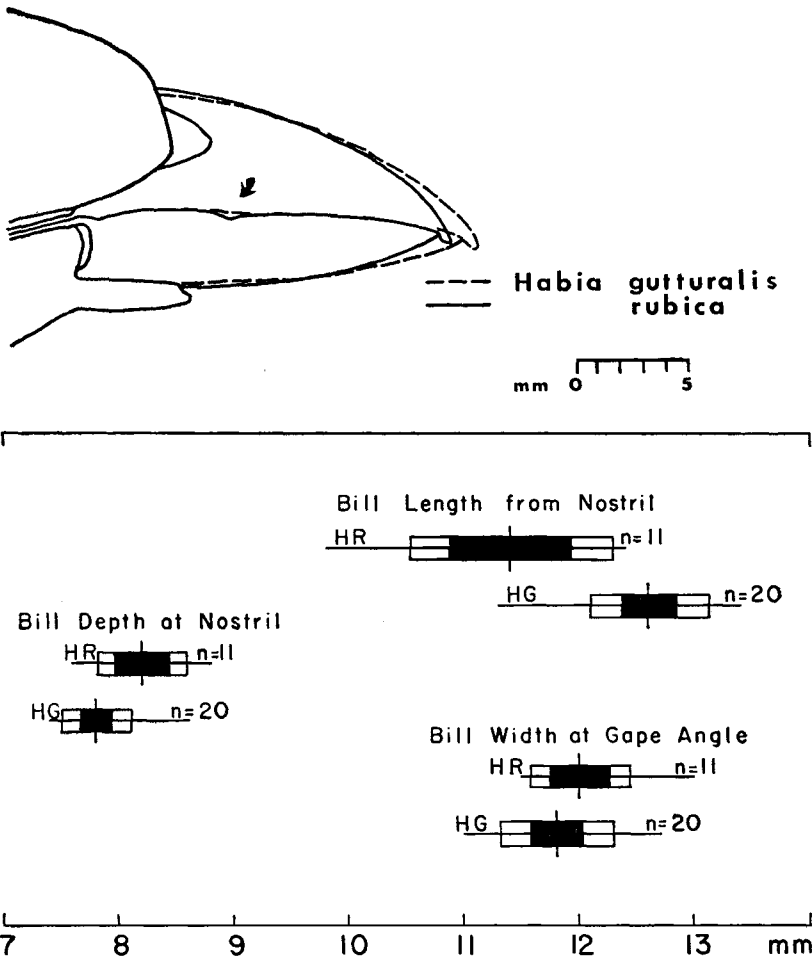 Habia gutturalis
rubica
mm 0 5
Bill Length from Nostril
HR n=11
HG n=20
Bill Depth at Nostril
HR n=11
HG n=20
Bill Width at Gape Angle
HR n=11
HG n=20
7 8 9 10 11 12 13 mm